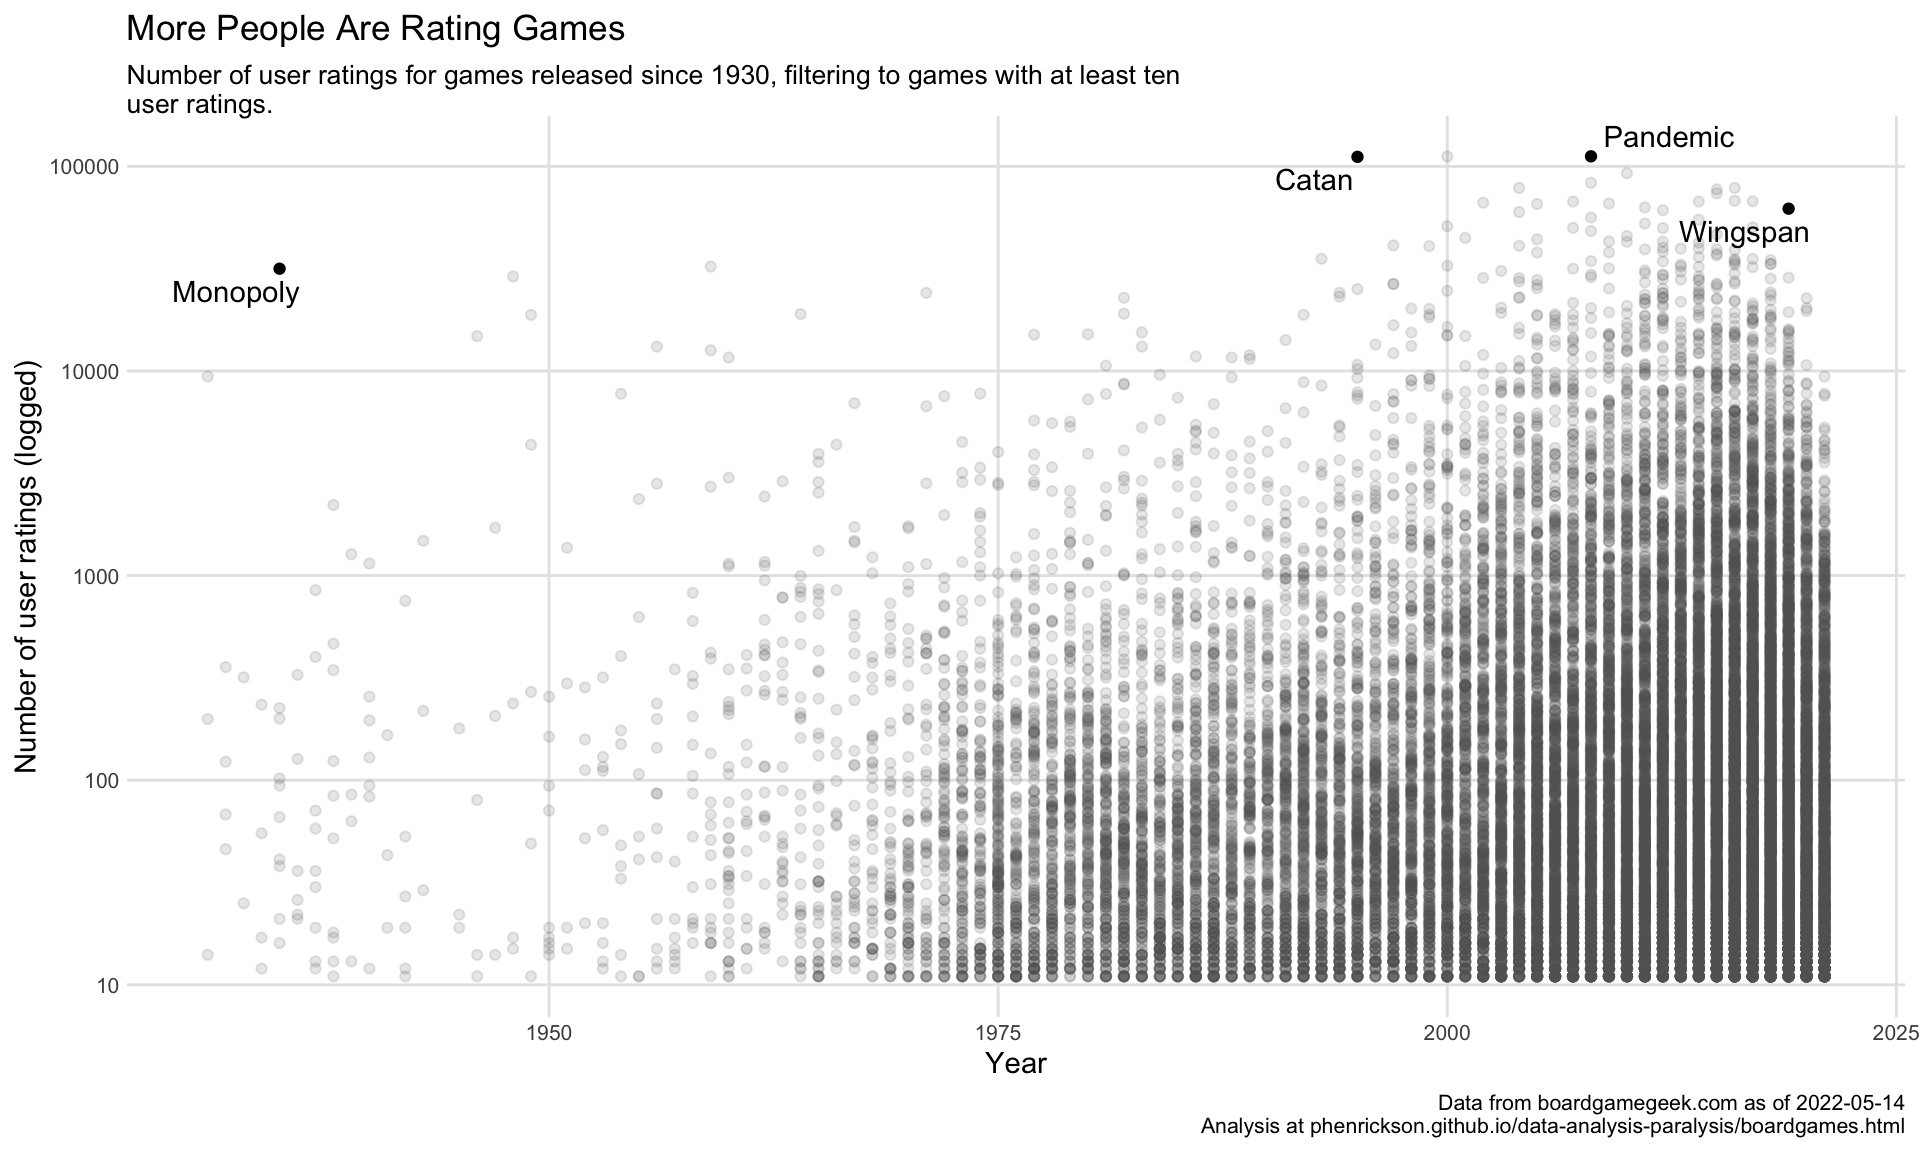 More People Are Rating Games
Number of user ratings for games released since 1930, filtering to games with at least ten
user ratings.
Pandemic
100000
Catan
Wingspan
Monopoly
10000
Number of user ratings (logged)
1000
100
10
1950
1975
2000
2025
Year
Data from boardgamegeek.com as of 2022-05-14
Analysis at phenrickson.github.io/data-analysis-paralysis/boardgames.html